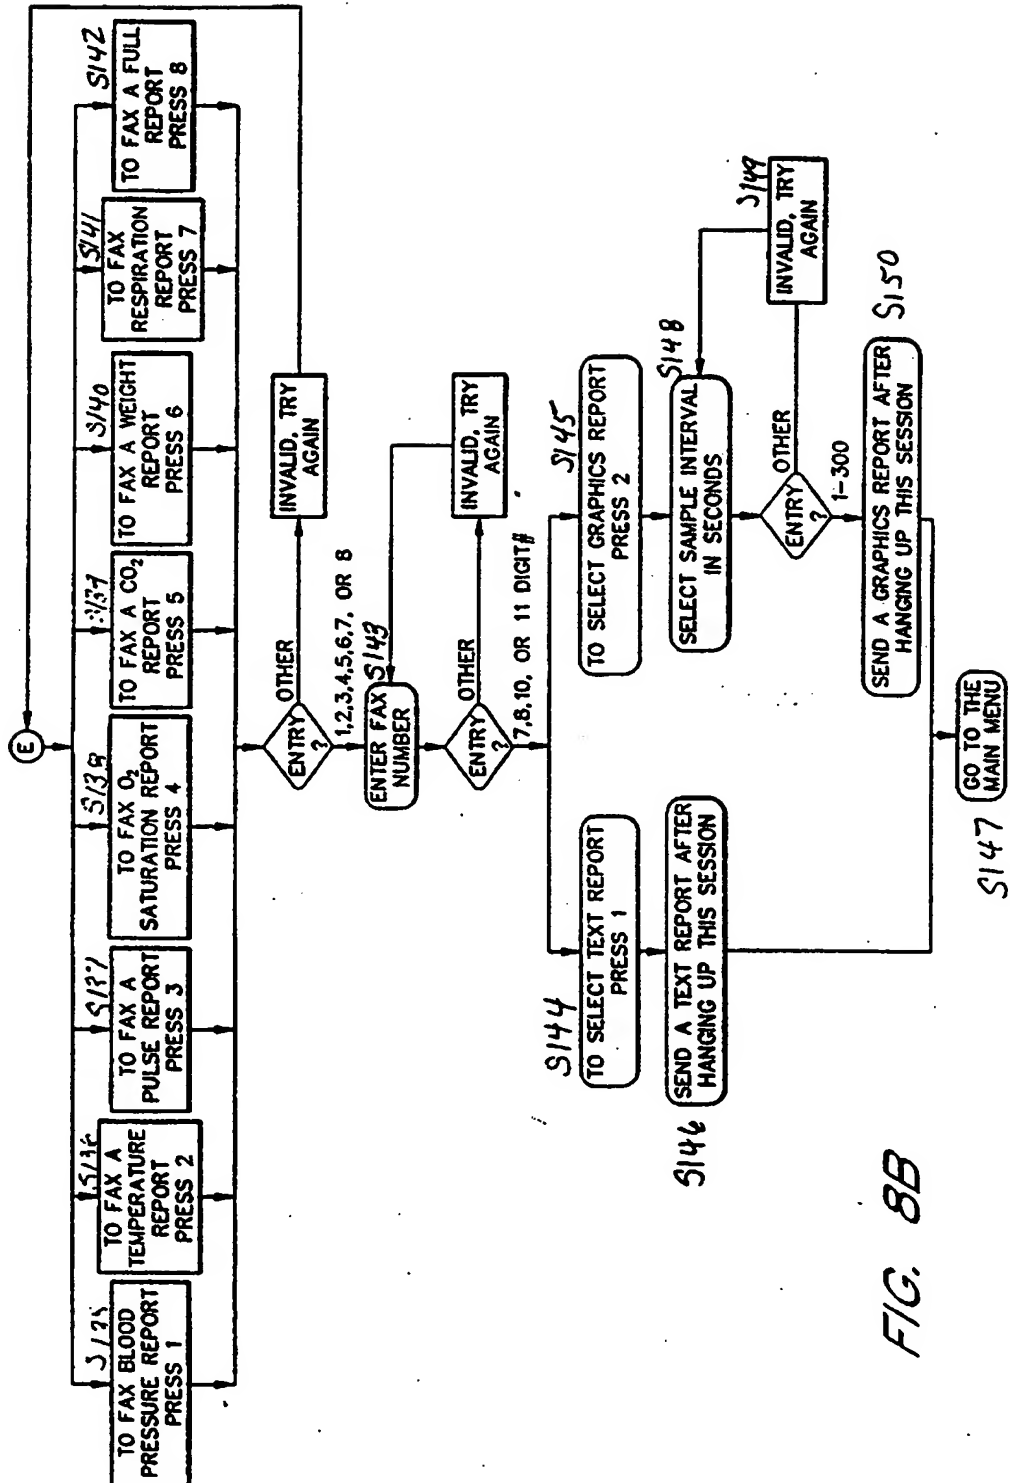 E
S136
S137
S140
S141
S142
TO FAX BLOOD
PRESSURE REPORT
PRESS 1
TO FAX A
TEMPERATURE
REPORT
PRESS 2
TO FAX A
PULSE REPORT
PRESS 3
TO FAX O2
SATURATION REPORT
PRESS 4
TO FAX A CO2
REPORT
PRESS 5
TO FAX A WEIGHT
REPORT
PRESS 6
TO FAX
RESPIRATION
REPORT
PRESS 7
TO FAX A FULL
REPORT
PRESS 8
ENTRY
?
OTHER
INVALID, TRY
AGAIN
1,2,3,4,5,6,7, OR 8
S143
ENTER FAX
NUMBER
ENTRY
?
OTHER
INVALID, TRY
AGAIN
7,8,10, OR 11 DIGIT#
S144
TO SELECT TEXT REPORT
PRESS 1
S145
TO SELECT GRAPHICS REPORT
PRESS 2
S146
SEND A TEXT REPORT AFTER
HANGING UP THIS SESSION
S148
SELECT SAMPLE INTERVAL
IN SECONDS
S149
INVALID, TRY
AGAIN
ENTRY
?
OTHER
1-300
SEND A GRAPHICS REPORT AFTER
HANGING UP THIS SESSION
S150
S147
GO TO THE
MAIN MENU
FIG. 8B